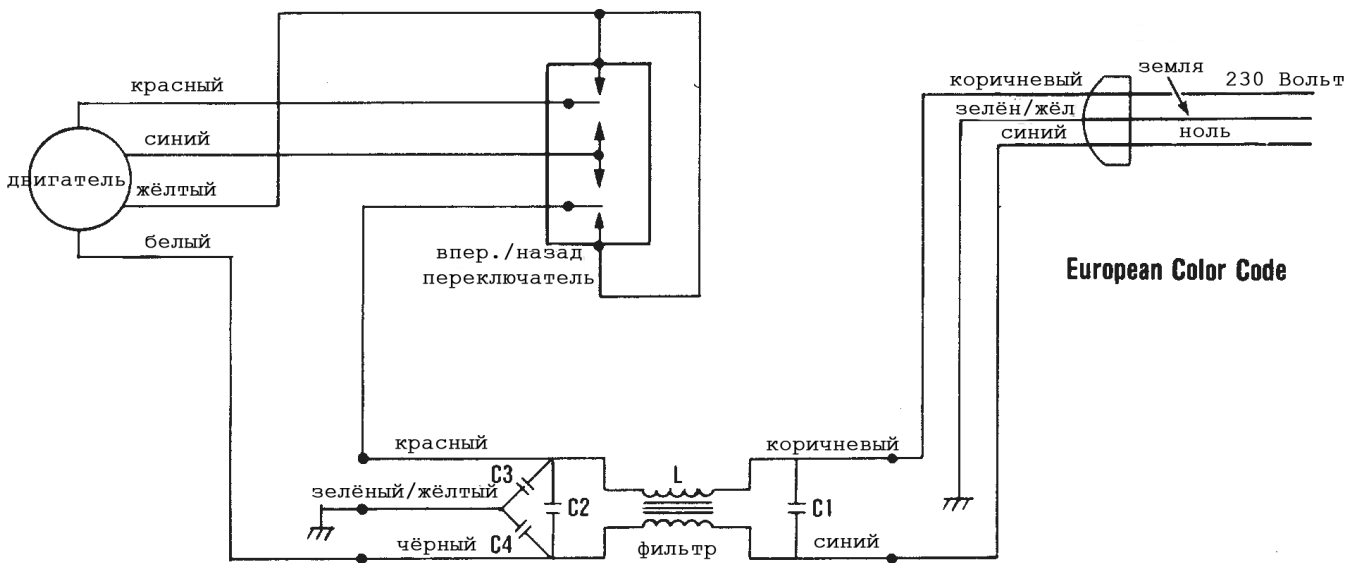 красный
синий
двигатель
жёлтый
белый
впер./назад
переключатель
коричневый
земля
230 Вольт
зелён/жёл
синий
ноль
European Color Code
красный
коричневый
C3
L
зелёный/жёлтый
C2
C1
чёрный
C4
фильтр
синий